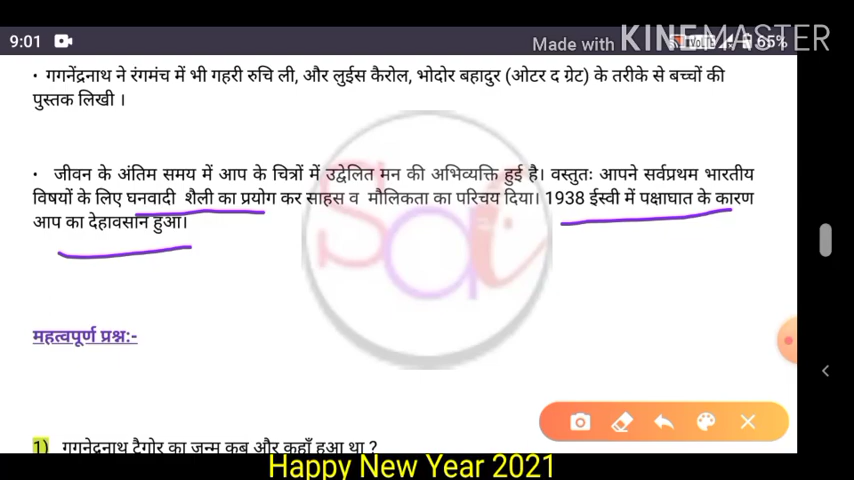 9:01
Made with KINEMASTER
65%
• गगनेंद्रनाथ ने रंगमंच में भी गहरी रुचि ली, और लुईस कैरोल, भोदोर बहादुर (ओटर द ग्रेट) के तरीके से बच्चों की
पुस्तक लिखी ।
• जीवन के अंतिम समय में आप के चित्रों में उद्वेलित मन की अभिव्यक्ति हुई है। वस्तुतः आपने सर्वप्रथम भारतीय
विषयों के लिए घनवादी शैली का प्रयोग कर साहस व मौलिकता का परिचय दिया। 1938 ईस्वी में पक्षाघात के कारण
आप का देहावसान हुआ।
Sat
महत्वपूर्ण प्रश्न:-
1) गगनेद्रनाथ टैगोर का जन्म कब और कहाँ हुआ था ?
Happy New Year 2021